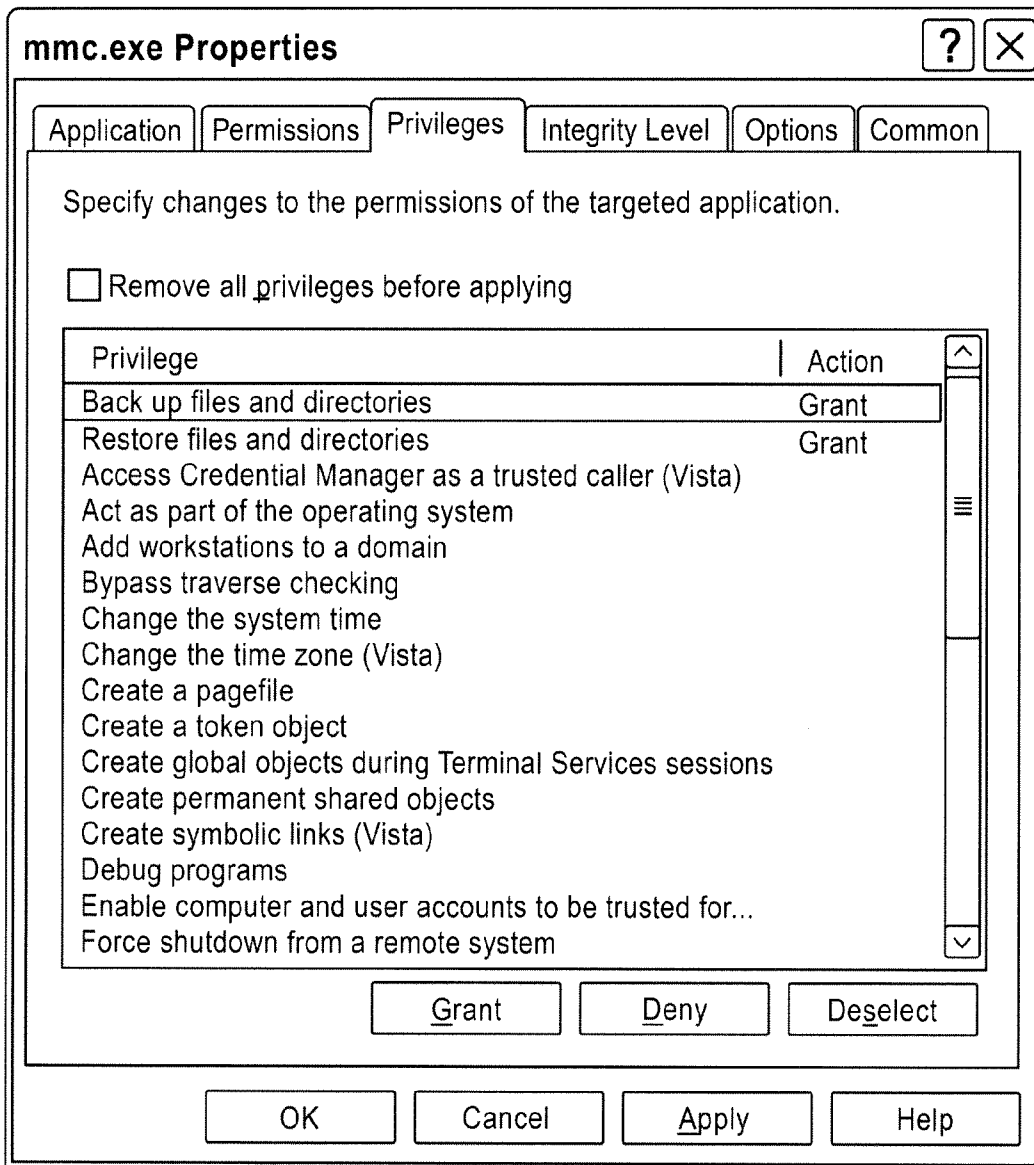 mmc.exe Properties ? X
Application Permissions Privileges Integrity Level Options Common
Specify changes to the permissions of the targeted application.
Remove all privileges before applying
Privilege Action
Back up files and directories Grant
Restore files and directories Grant
Access Credential Manager as a trusted caller (Vista)
Act as part of the operating system
Add workstations to a domain
Bypass traverse checking
Change the system time
Change the time zone (Vista)
Create a pagefile
Create a token object
Create global objects during Terminal Services sessions
Create permanent shared objects
Create symbolic links (Vista)
Debug programs
Enable computer and user accounts to be trusted for...
Force shutdown from a remote system
Grant Deny Deselect
OK Cancel Apply Help